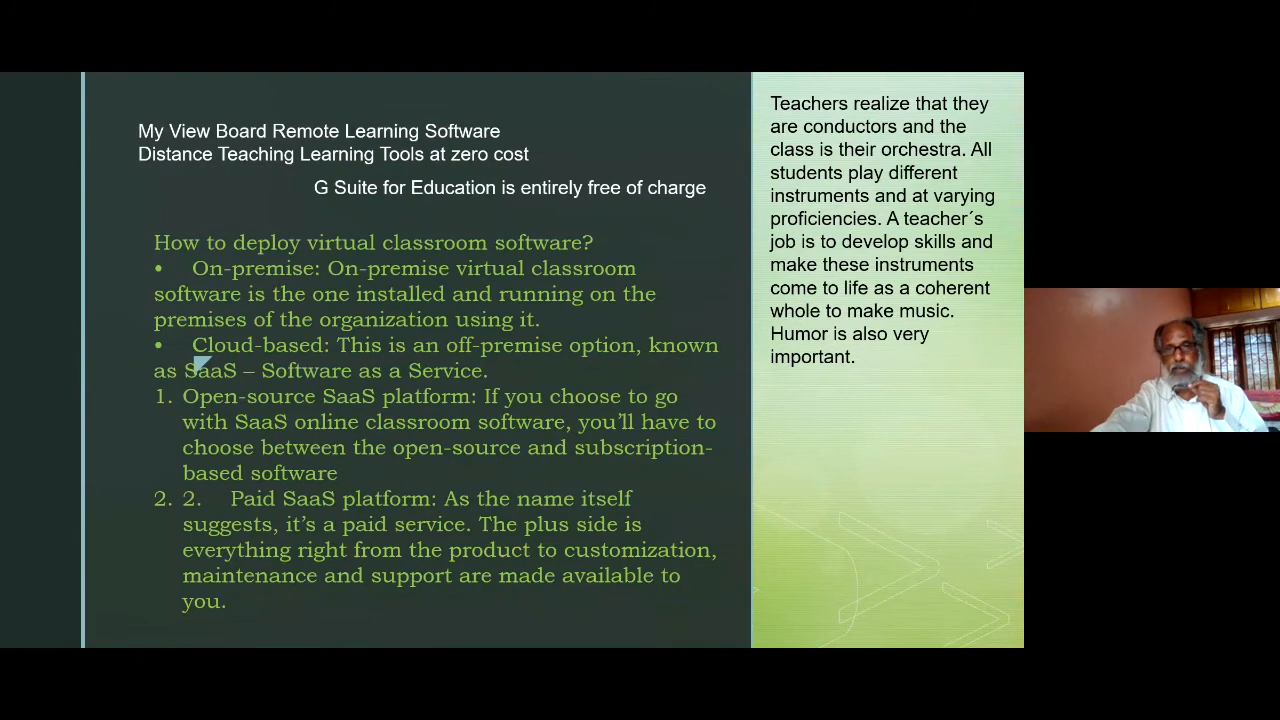 My View Board Remote Learning Software
Distance Teaching Learning Tools at zero cost
G Suite for Education is entirely free of charge
How to deploy virtual classroom software?
• On-premise: On-premise virtual classroom
software is the one installed and running on the
premises of the organization using it.
• Cloud-based: This is an off-premise option, known
as SaaS – Software as a Service.
1. Open-source SaaS platform: If you choose to go
with SaaS online classroom software, you’ll have to
choose between the open-source and subscription-
based software
2. 2. Paid SaaS platform: As the name itself
suggests, it’s a paid service. The plus side is
everything right from the product to customization,
maintenance and support are made available to
you.
Teachers realize that they
are conductors and the
class is their orchestra. All
students play different
instruments and at varying
proficiencies. A teacher´s
job is to develop skills and
make these instruments
come to life as a coherent
whole to make music.
Humor is also very
important.